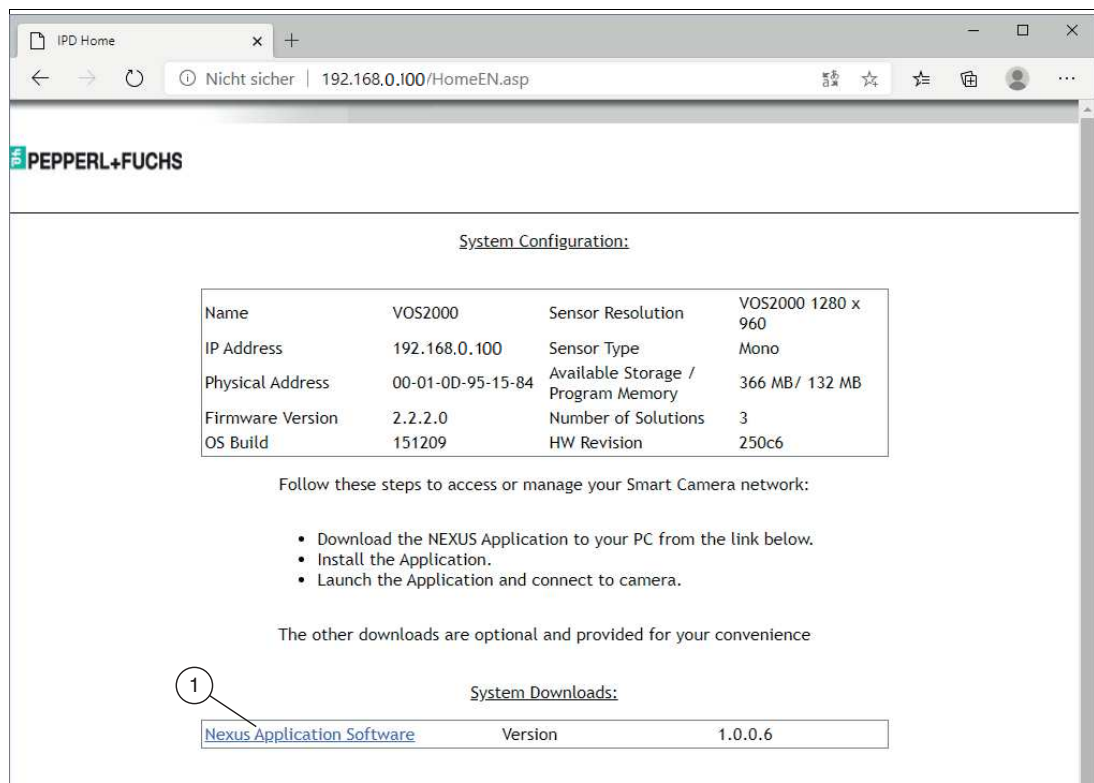 IPD Home
Nicht sicher | 192.168.0.100/HomeEN.asp
PEPPERL+FUCHS
System Configuration:
Name VOS2000 Sensor Resolution VOS2000 1280 x 960
IP Address 192.168.0.100 Sensor Type Mono
Physical Address 00-01-0D-95-15-84 Available Storage / Program Memory 366 MB/ 132 MB
Firmware Version 2.2.2.0 Number of Solutions 3
OS Build 151209 HW Revision 250c6
Follow these steps to access or manage your Smart Camera network:
• Download the NEXUS Application to your PC from the link below.
• Install the Application.
• Launch the Application and connect to camera.
The other downloads are optional and provided for your convenience
1
System Downloads:
Nexus Application Software Version 1.0.0.6